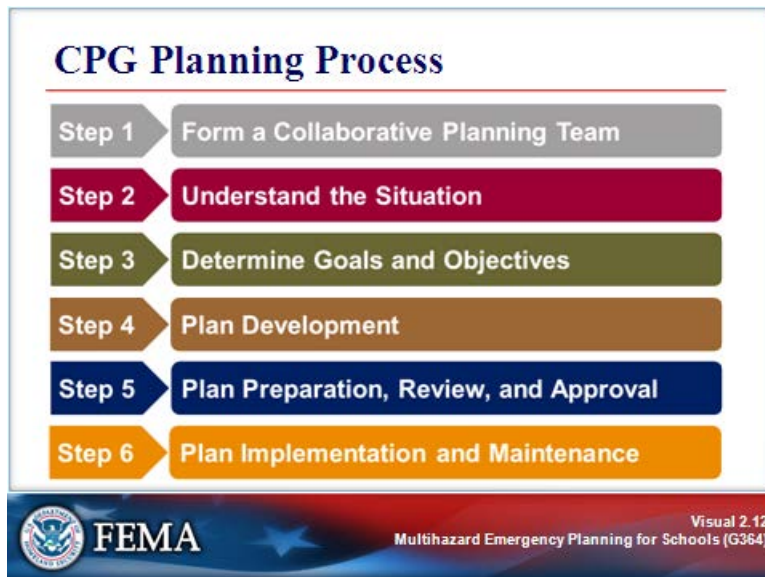 CPG Planning Process
Step 1 Form a Collaborative Planning Team
Step 2 Understand the Situation
Step 3 Determine Goals and Objectives
Step 4 Plan Development
Step 5 Plan Preparation, Review, and Approval
Step 6 Plan Implementation and Maintenance
FEMA
Visual 2.12
Multihazard Emergency Planning for Schools (G364)